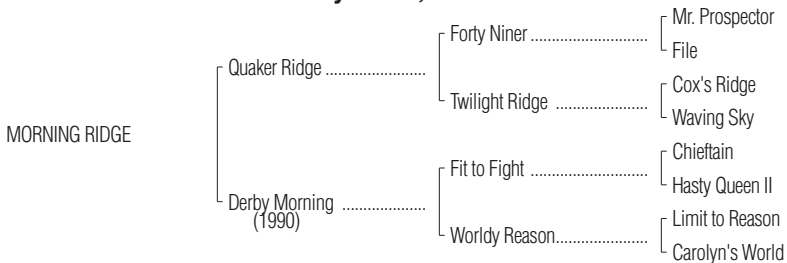 Mr. Prospector
Forty Niner
File
Quaker Ridge
Cox's Ridge
Twilight Ridge
Waving Sky
MORNING RIDGE
Chieftain
Fit to Fight
Hasty Queen II
Derby Morning
(1990)
Limit to Reason
Worldy Reason
Carolyn's World